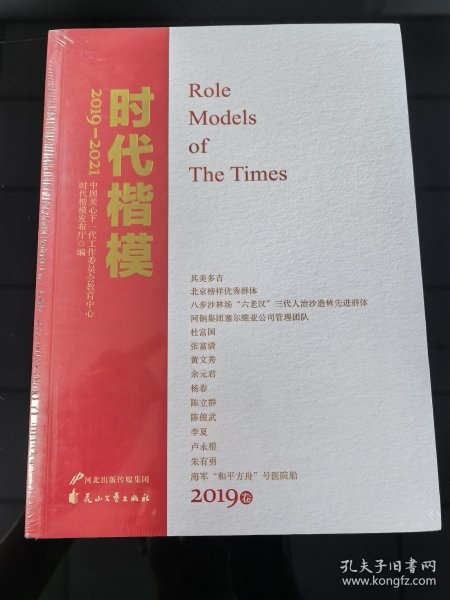 时代楷模
2019-2021
中国关心下一代工作委员会教育中心
时代楷模发布厅 编
Role
Models
of
The Times
其美多吉
北京榜样优秀群体
八步沙林场“六老汉”三代人治沙造林先进群体
河钢集团塞尔维亚公司管理团队
杜富国
张富清
黄文秀
余元君
杨春
陈立群
陈俊武
李夏
卢永根
朱有勇
海军“和平方舟”号医院船
2019卷
河北出版传媒集团
花山文艺出版社
孔夫子旧书网
www.kongfz.com